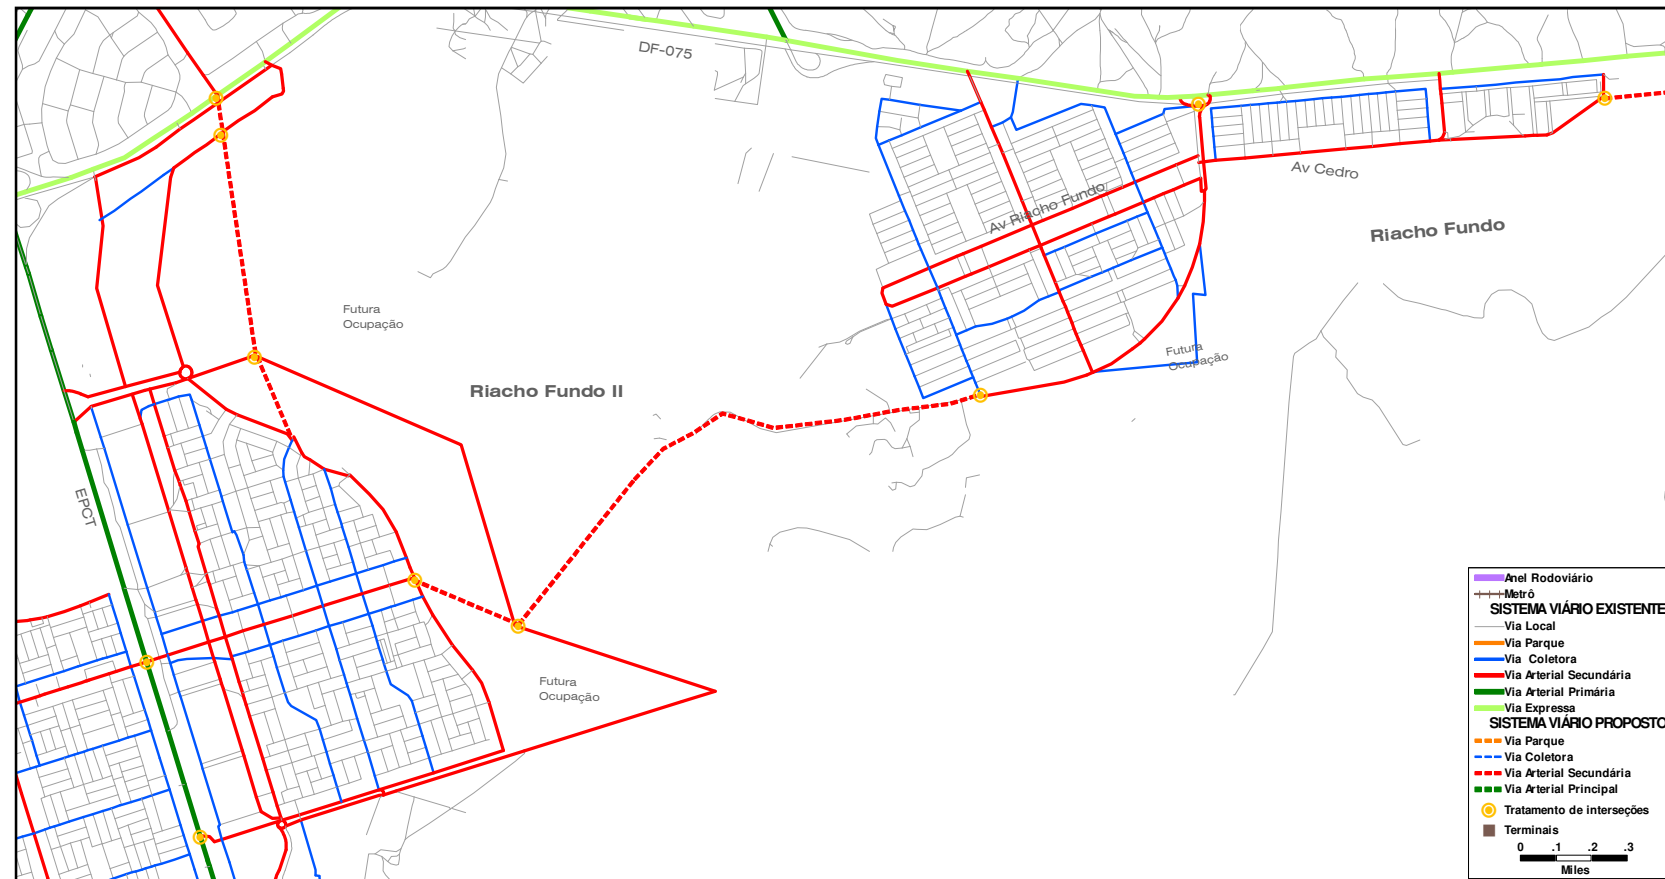 DF-075
Av Cedro
Av Riacho Fundo
Riacho Fundo
Futura
Ocupação
Futura
Ocupação
Riacho Fundo II
EPCT
Futura
Ocupação
Anel Rodoviário
Metrô
SISTEMA VIÁRIO EXISTENTE
Via Local
Via Parque
Via Coletora
Via Arterial Secundária
Via Arterial Primária
Via Expressa
SISTEMA VIÁRIO PROPOSTO
Via Parque
Via Coletora
Via Arterial Secundária
Via Arterial Principal
Tratamento de interseções
Terminais
0 .1 .2 .3
Miles